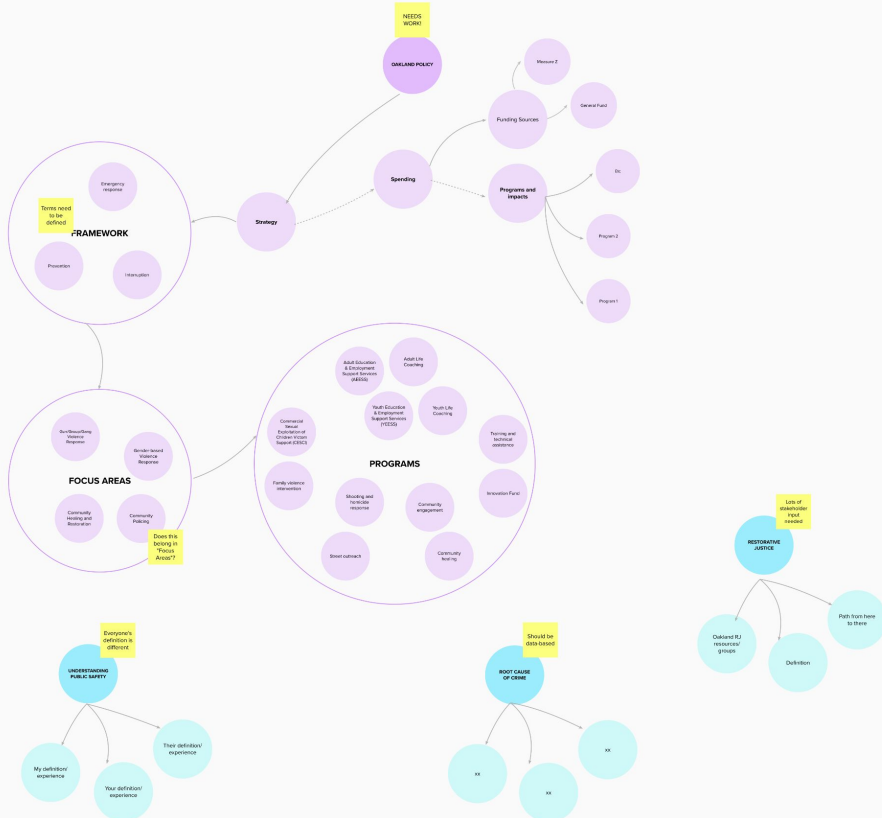 NEEDS
WORK!
OAKLAND POLICY
Measure Z
Funding Sources
General Fund
Spending
Programs and
impacts
Etc
Program 2
Program 1
Strategy
Emergency
response
Terms need
to be
defined
FRAMEWORK
Prevention
Interruption
Gun/Group/Gang
Violence
Response
Gender-based
Violence
Response
FOCUS AREAS
Community
Healing and
Restoration
Community
Policing
Does this
belong in
"Focus
Areas"?
Adult Education
& Employment
Support Services
(AEESS)
Adult Life
Coaching
Youth Education
& Employment
Support Services
(YEESS)
Youth Life
Coaching
Commercial
Sexual
Exploitation of
Children Victim
Support (CSEC)
Training and
technical
assistance
PROGRAMS
Family violence
intervention
Shooting and
homicide
response
Community
engagement
Innovation Fund
Street outreach
Community
healing
Lots of
stakeholder
input
needed
RESTORATIVE
JUSTICE
Oakland RJ
resources/
groups
Definition
Path from here
to there
Everyone's
definition is
different
UNDERSTANDING
PUBLIC SAFETY
My definition/
experience
Your definition/
experience
Their definition/
experience
Should be
data-based
ROOT CAUSE
OF CRIME
xx
xx
xx